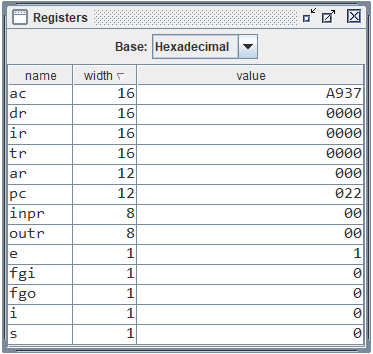 Registers
Base: Hexadecimal
name width value
ac 16 A937
dr 16 0000
ir 16 0000
tr 16 0000
ar 12 000
pc 12 022
inpr 8 00
outr 8 00
e 1 1
fgi 1 0
fgo 1 0
i 1 0
s 1 0